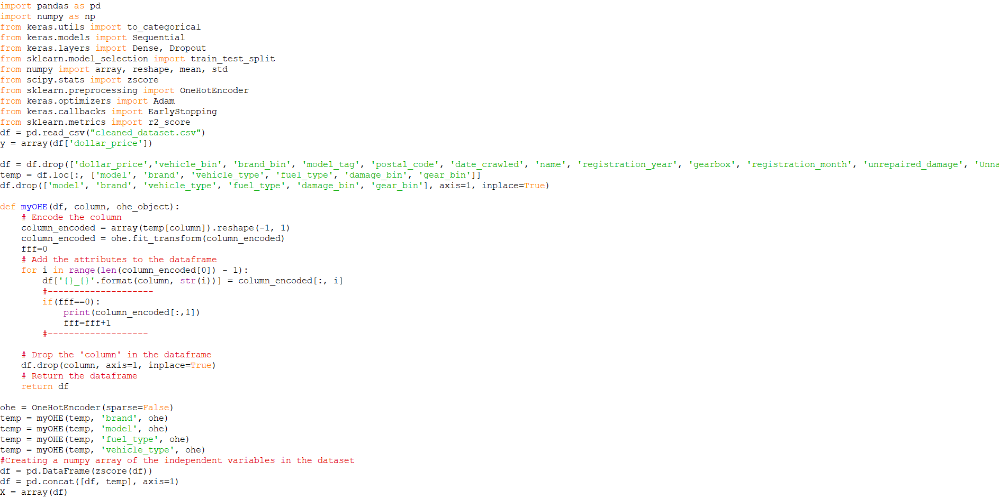 import pandas as pd
import numpy as np
from keras.utils import to_categorical
from keras.models import Sequential
from keras.layers import Dense, Dropout
from sklearn.model_selection import train_test_split
from numpy import array, reshape, mean, std
from scipy.stats import zscore
from sklearn.preprocessing import OneHotEncoder
from keras.optimizers import Adam
from keras.callbacks import EarlyStopping
from sklearn.metrics import r2_score
df = pd.read_csv("cleaned_dataset.csv")
y = array(df['dollar_price'])

df = df.drop(['dollar_price','vehicle_bin', 'brand_bin', 'model_tag', 'postal_code', 'date_crawled', 'name', 'registration_year', 'gearbox', 'registration_month', 'unrepaired_damage', 'Unna
temp = df.loc[:, ['model', 'brand', 'vehicle_type', 'fuel_type', 'damage_bin', 'gear_bin']]
df.drop(['model', 'brand', 'vehicle_type', 'fuel_type', 'damage_bin', 'gear_bin'], axis=1, inplace=True)

def myOHE(df, column, ohe_object):
    # Encode the column
    column_encoded = array(temp[column]).reshape(-1, 1)
    column_encoded = ohe.fit_transform(column_encoded)
    fff=0
    # Add the attributes to the dataframe
    for i in range(len(column_encoded[0]) - 1):
        df['{}_{}'.format(column, str(i))] = column_encoded[:, i]
        #--------------------
        if(fff==0):
            print(column_encoded[:,1])
            fff=fff+1
        #-------------------

    # Drop the 'column' in the dataframe
    df.drop(column, axis=1, inplace=True)
    # Return the dataframe
    return df

ohe = OneHotEncoder(sparse=False)
temp = myOHE(temp, 'brand', ohe)
temp = myOHE(temp, 'model', ohe)
temp = myOHE(temp, 'fuel_type', ohe)
temp = myOHE(temp, 'vehicle_type', ohe)
#Creating a numpy array of the independent variables in the dataset
df = pd.DataFrame(zscore(df))
df = pd.concat([df, temp], axis=1)
X = array(df)